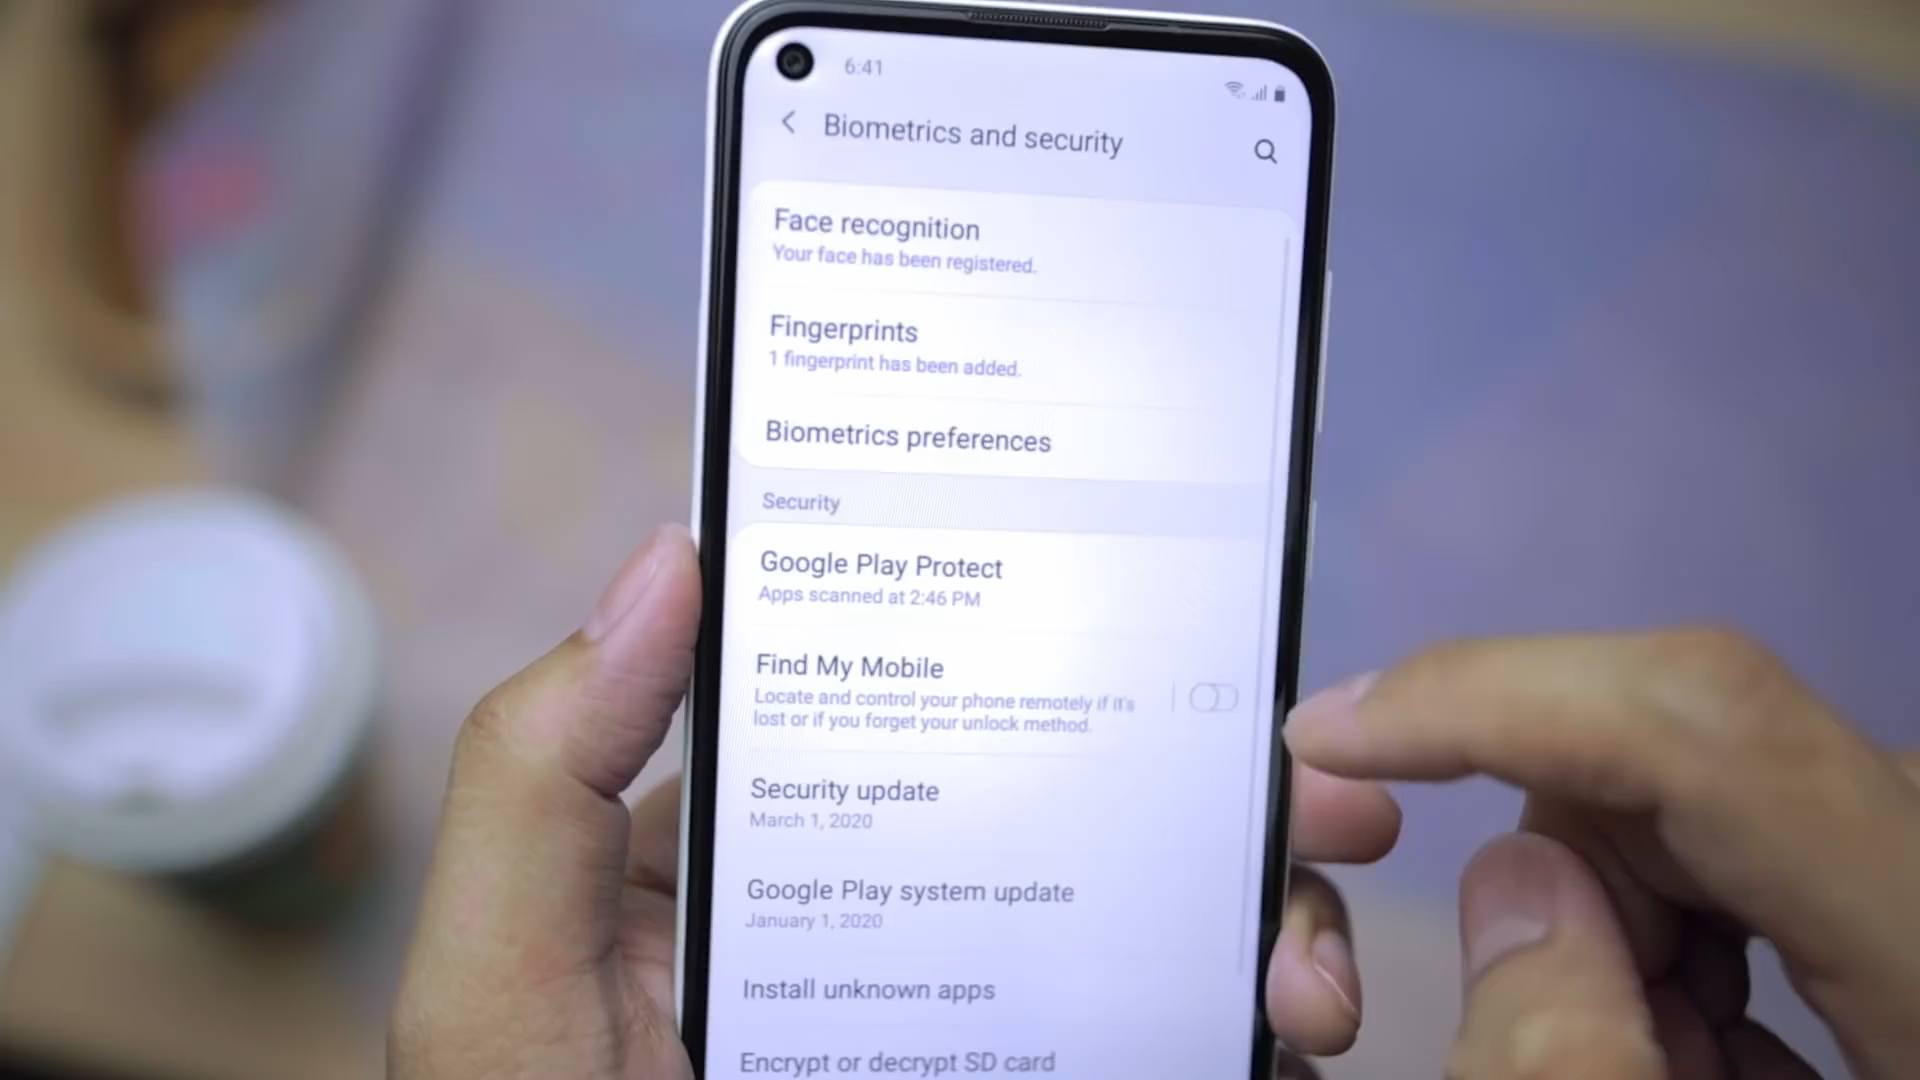 6:41
Biometrics and security
Face recognition
Your face has been registered.
Fingerprints
1 fingerprint has been added.
Biometrics preferences
Security
Google Play Protect
Apps scanned at 2:46 PM
Find My Mobile
Locate and control your phone remotely if it's
lost or if you forget your unlock method.
Security update
March 1, 2020
Google Play system update
January 1, 2020
Install unknown apps
Encrypt or decrypt SD card